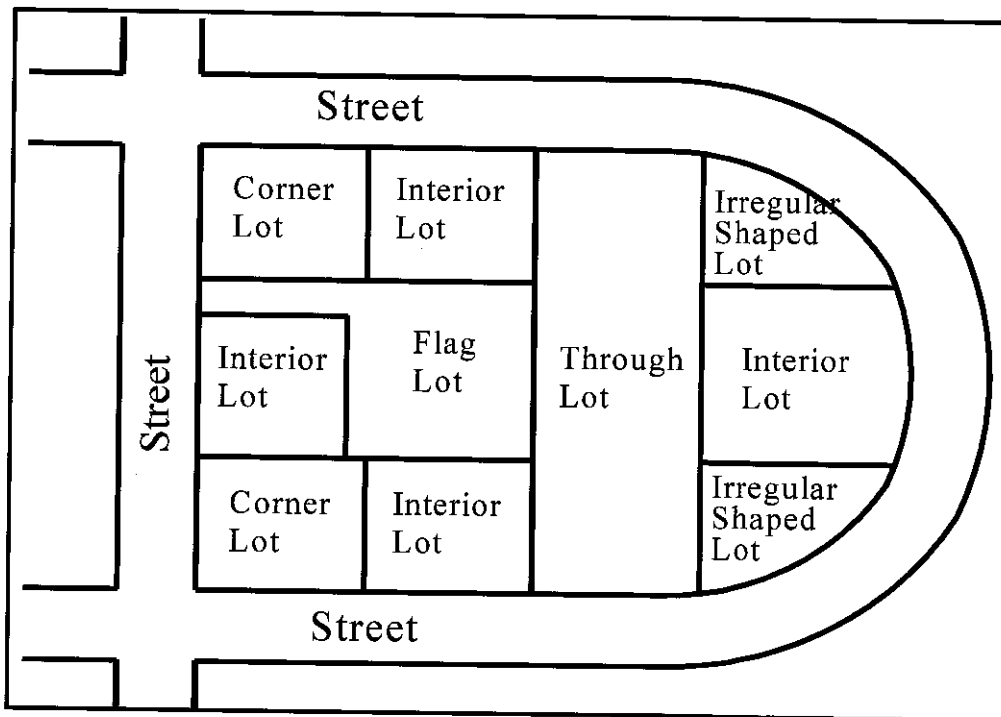 Street
Corner
Lot
Interior
Lot
Irregular
Shaped
Lot
Interior
Lot
Flag
Lot
Through
Lot
Interior
Lot
Street
Corner
Lot
Interior
Lot
Irregular
Shaped
Lot
Street